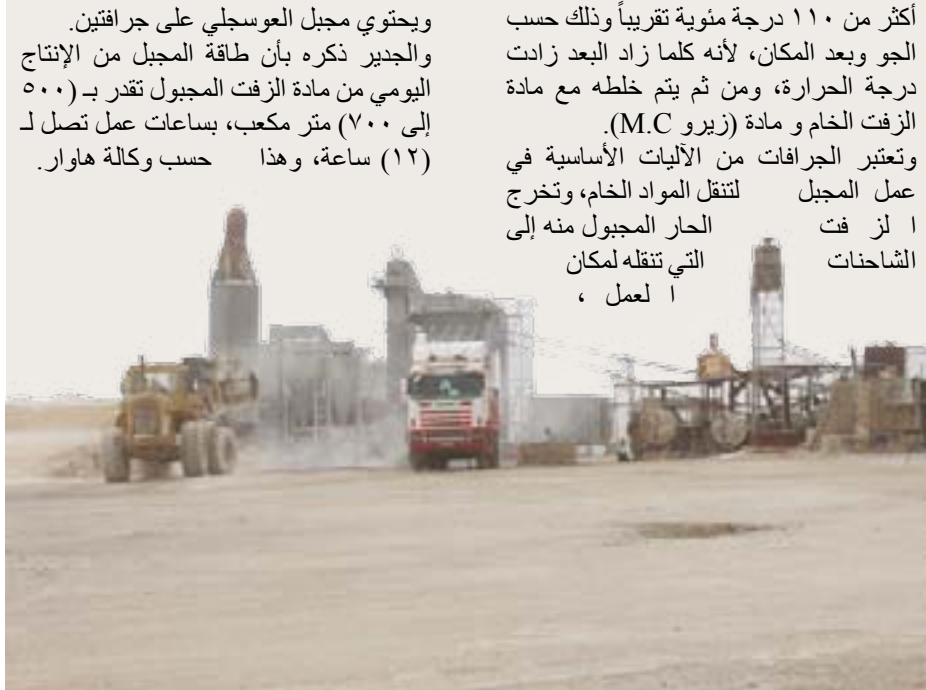 أكثر من ١١٠ درجة مئوية تقريباً وذلك حسب
الجو وبعد المكان، لأنه كلما زاد البعد زادت
درجة الحرارة، ومن ثم يتم خلطه مع مادة
الزفت الخام و مادة (زيرو M.C).
وتعتبر الجرافات من الآليات الأساسية في
عمل المجبل لتنقل المواد الخام، وتخرج
ا لز فت الحار المجبول منه إلى
الشاحنات التي تنقله لمكان
ا لعمل ،
ويحتوي مجبل العوسجلي على جرافتين.
والجدير ذكره بأن طاقة المجبل من الإنتاج
اليومي من مادة الزفت المجبول تقدر بـ (٥٠٠
إلى ٧٠٠) متر مكعب، بساعات عمل تصل لـ
(١٢) ساعة، وهذا حسب وكالة هاوار.